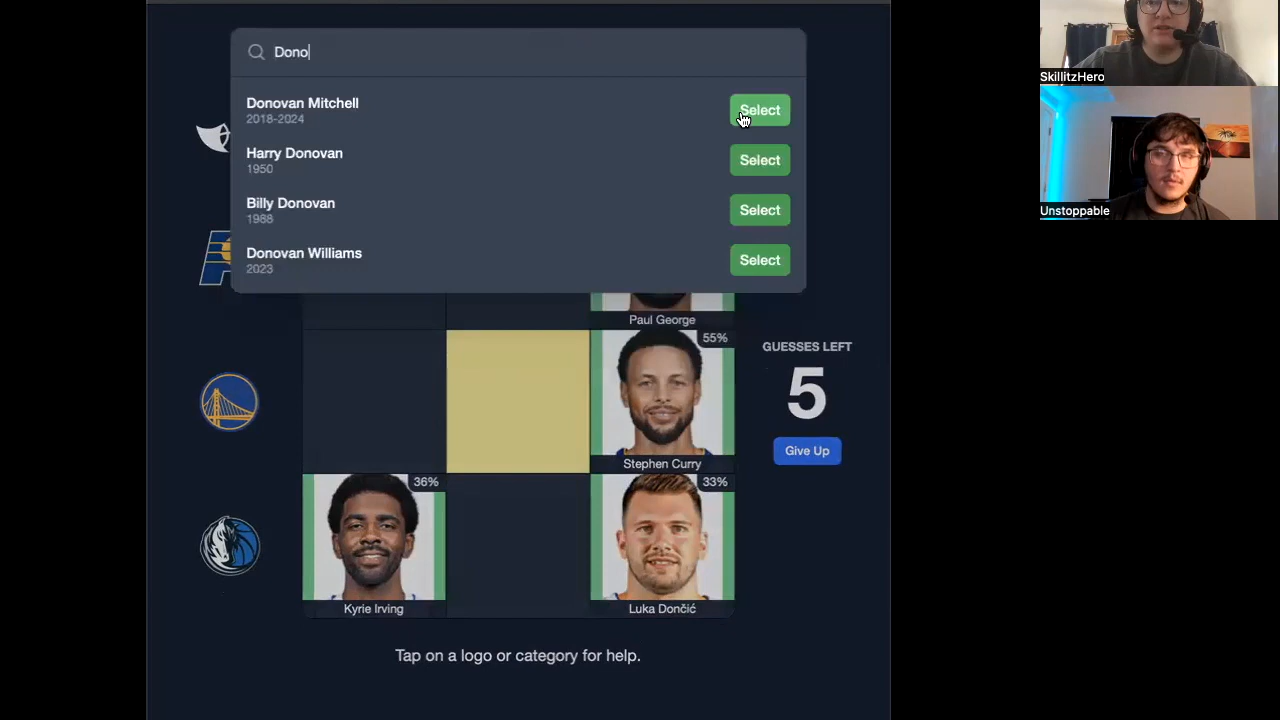 Dono
Donovan Mitchell
2018-2024
Select
Harry Donovan
1950
Select
Billy Donovan
1988
Select
Donovan Williams
2023
Select
Paul George
55%
Stephen Curry
GUESSES LEFT
5
Give Up
36%
Kyrie Irving
33%
Luka Dončić
Tap on a logo or category for help.
SkillitzHero
Unstoppable